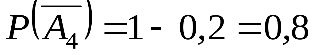 P(A̅₄) =1- 0,2 =0,8